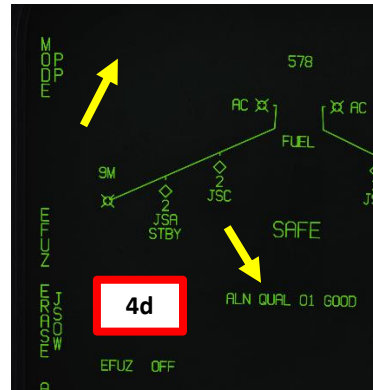 MODE
PP
578
AC
AC
FUEL
9M
2
JSA
STBY
2
JSC
EFUZ
SAFE
ERASE
JSOW
4d
ALN QUAL 01 GOOD
EFUZ OFF